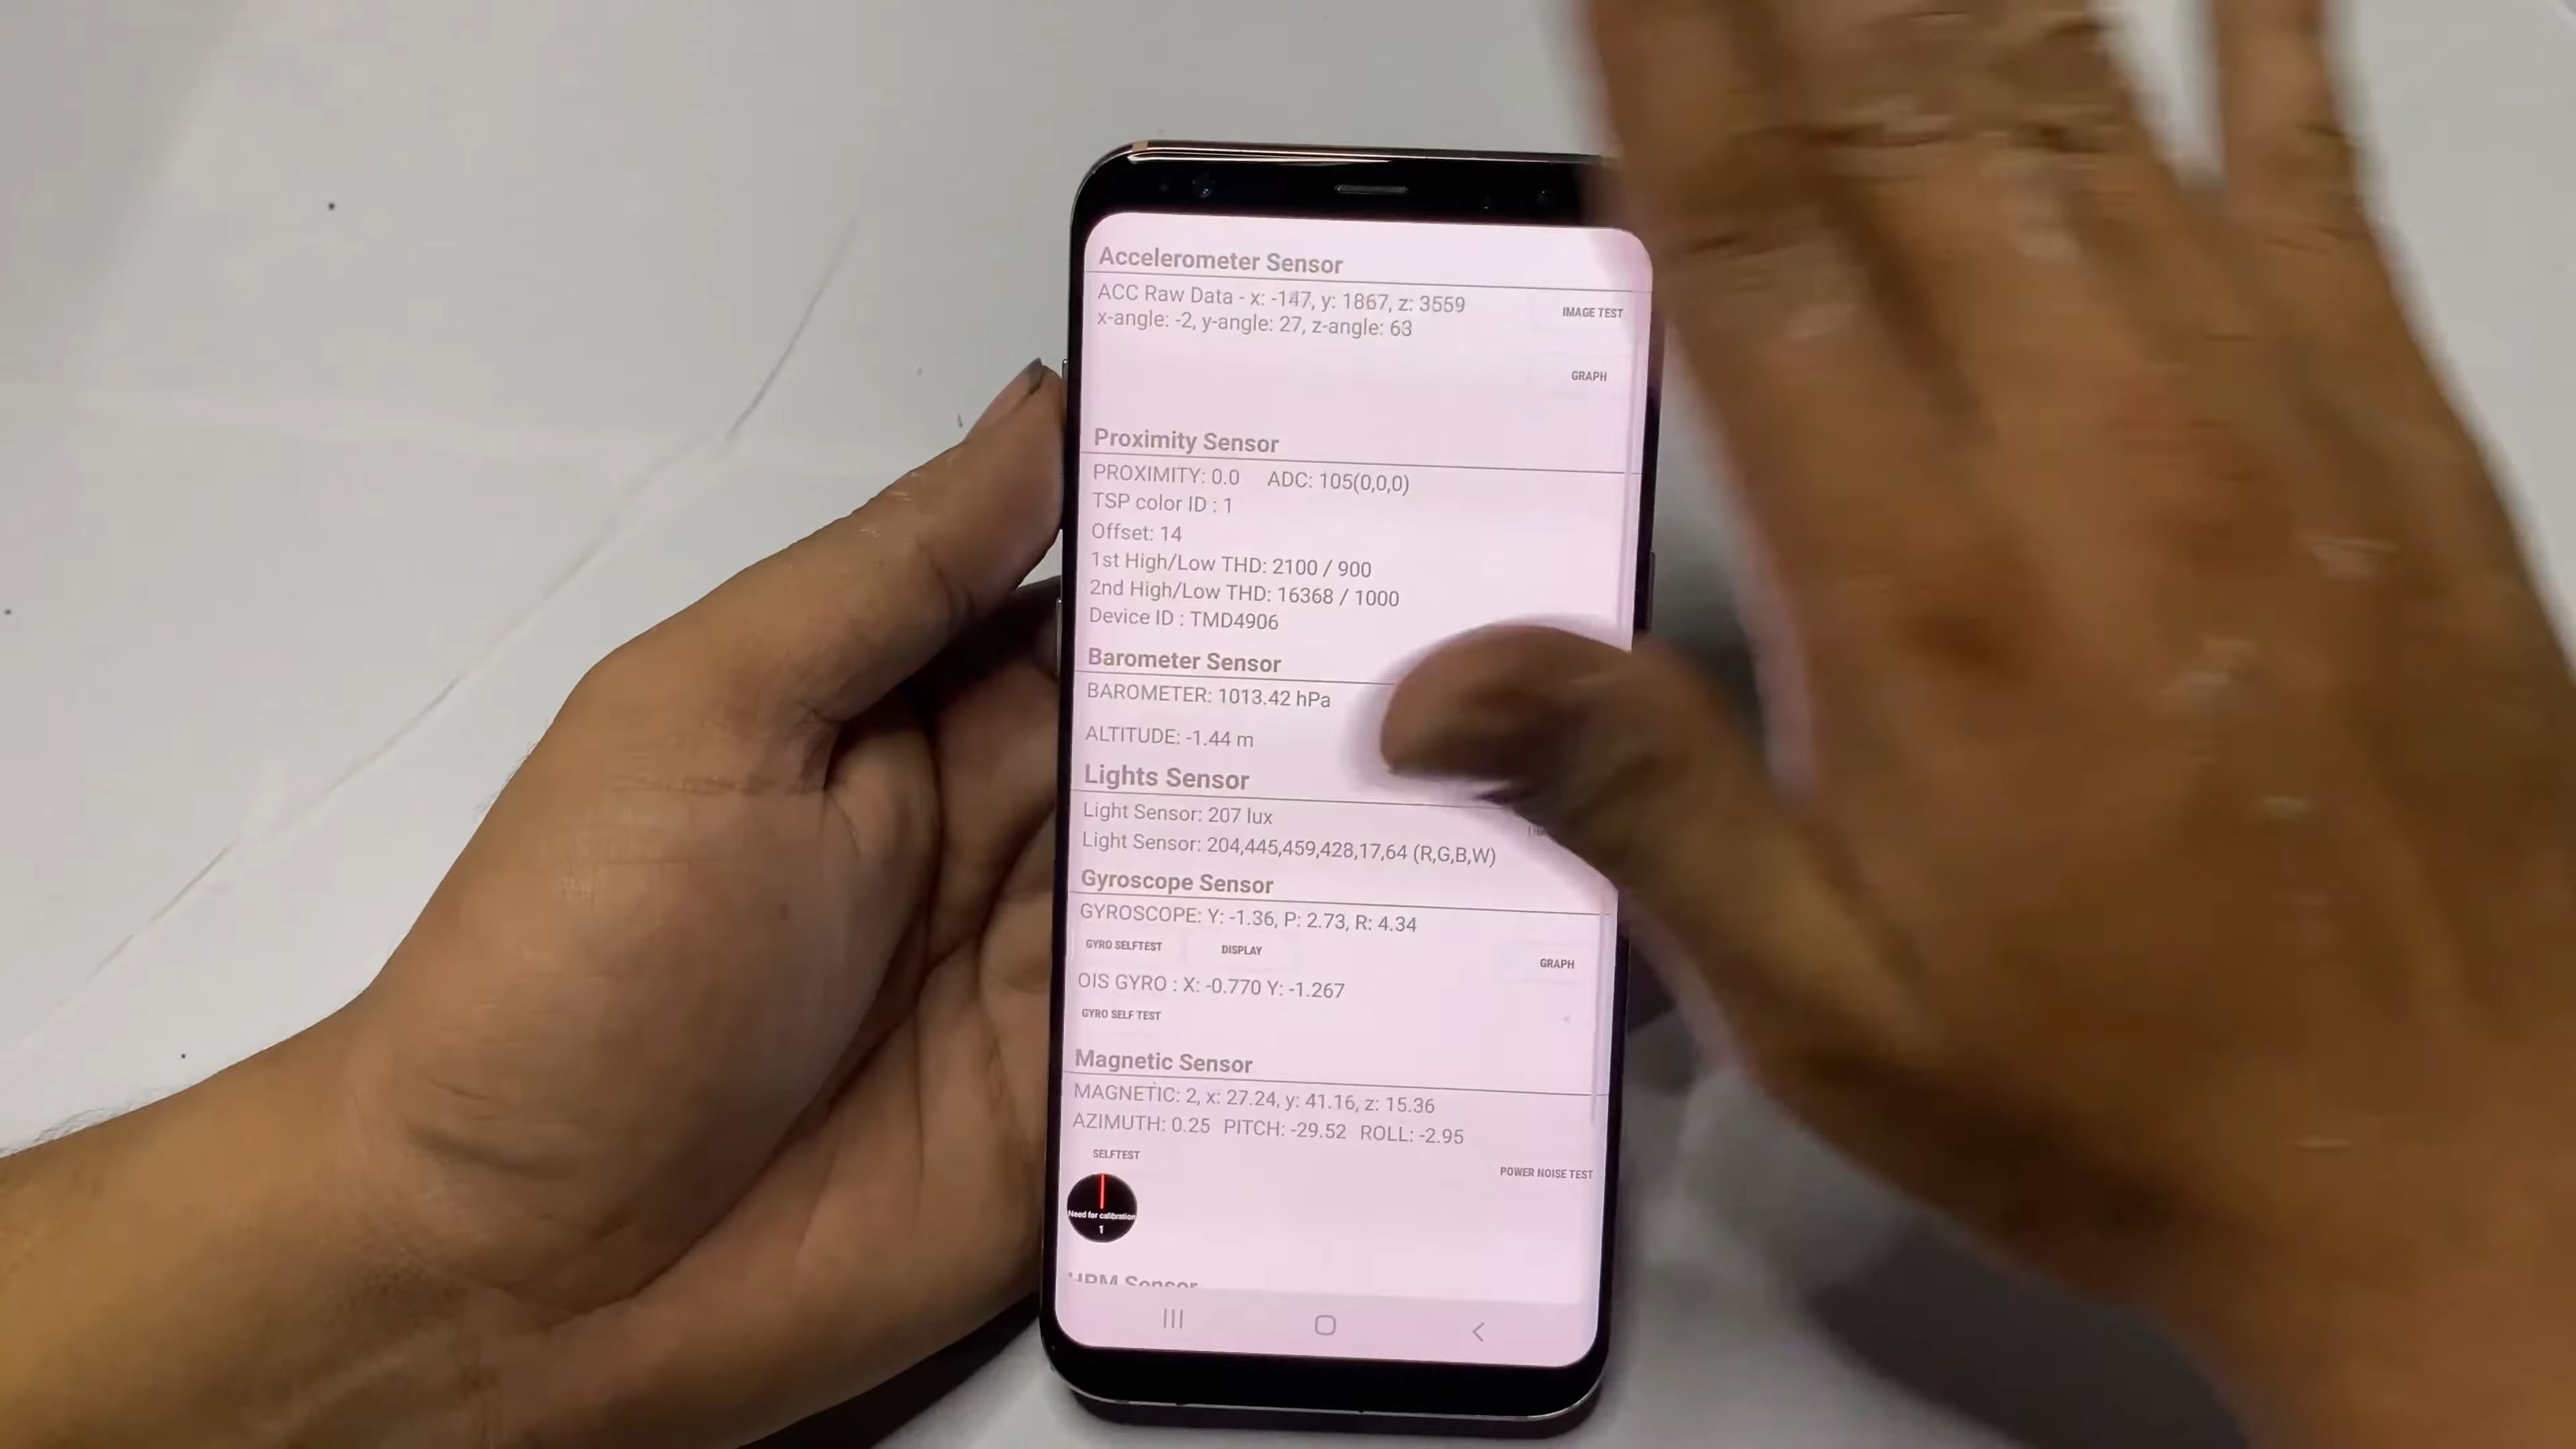 Accelerometer Sensor
ACC Raw Data - x: -147, y: 1867, z: 3559
IMAGE TEST
x-angle: -2, y-angle: 27, z-angle: 63
GRAPH
Proximity Sensor
PROXIMITY: 0.0 ADC: 105(0,0,0)
TSP color ID : 1
Offset: 14
1st High/Low THD: 2100 / 900
2nd High/Low THD: 16368 / 1000
Device ID : TMD4906
Barometer Sensor
BAROMETER: 1013.42 hPa
ALTITUDE: -1.44 m
Lights Sensor
Light Sensor: 207 lux
Light Sensor: 204,445,459,428,17,64 (R,G,B,W)
Gyroscope Sensor
GYROSCOPE: Y: -1.36, P: 2.73, R: 4.34
GYRO SELFTEST DISPLAY GRAPH
OIS GYRO : X: -0.770 Y: -1.267
GYRO SELF TEST
Magnetic Sensor
MAGNETIC: 2, x: 27.24, y: 41.16, z: 15.36
AZIMUTH: 0.25 PITCH: -29.52 ROLL: -2.95
SELFTEST POWER NOISE TEST
Need for calibration
1
HRM Sensor